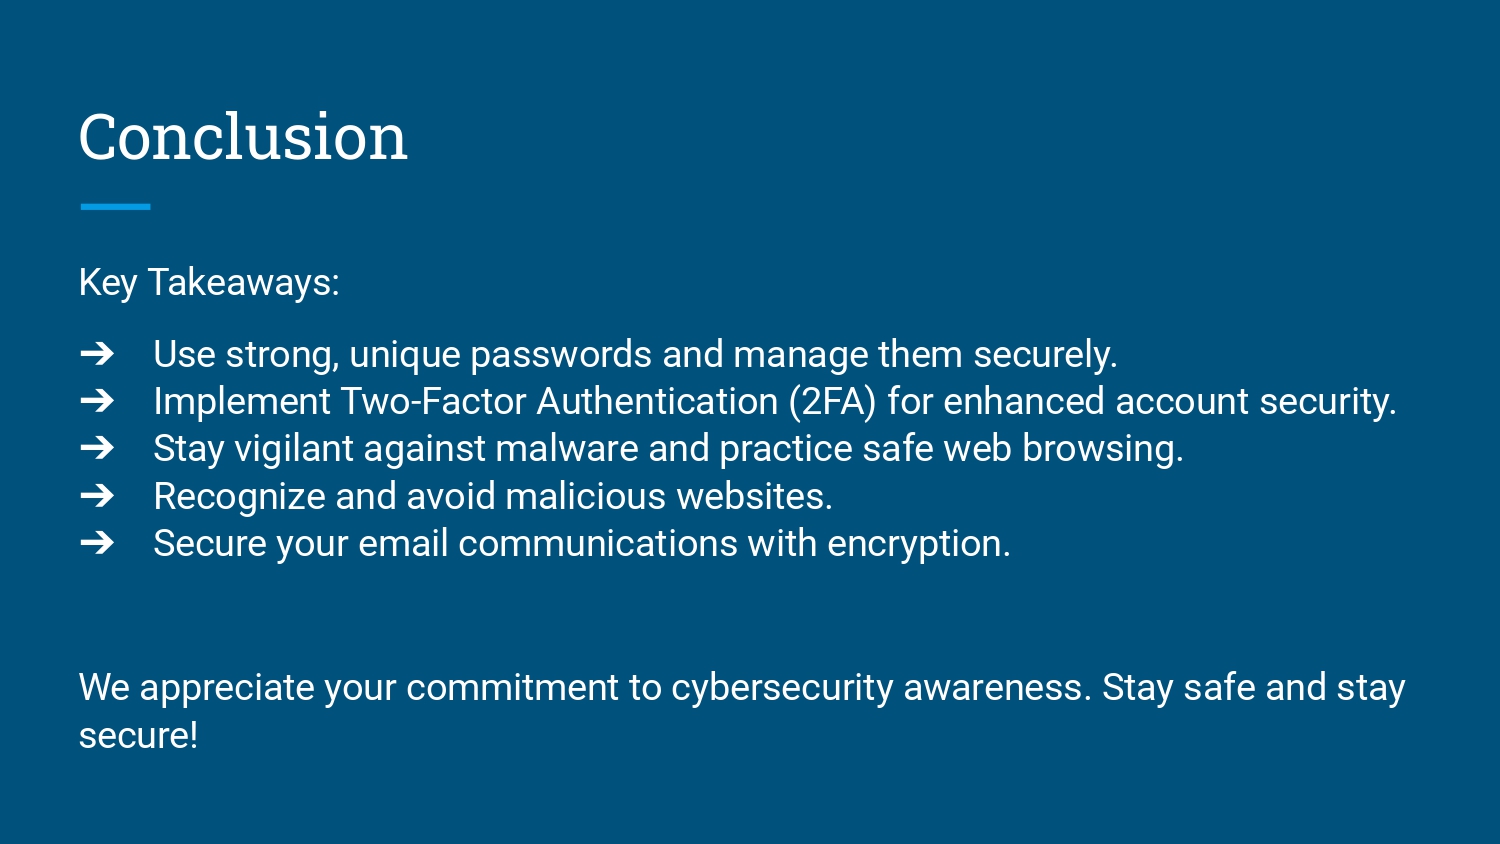 Conclusion
Key Takeaways:
➔ Use strong, unique passwords and manage them securely.
➔ Implement Two-Factor Authentication (2FA) for enhanced account security.
➔ Stay vigilant against malware and practice safe web browsing.
➔ Recognize and avoid malicious websites.
➔ Secure your email communications with encryption.
We appreciate your commitment to cybersecurity awareness. Stay safe and stay
secure!